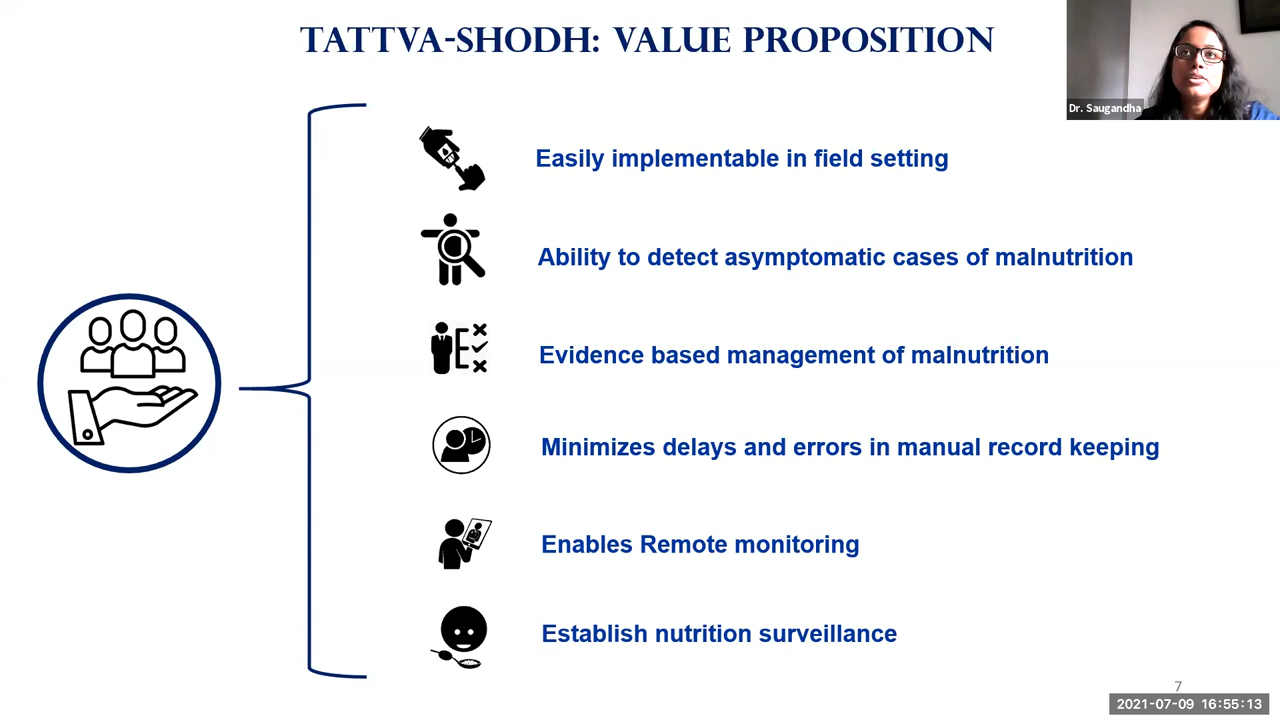 TATTVA-SHODH: VALUE PROPOSITION
Dr. Saugandha
Easily implementable in field setting
Ability to detect asymptomatic cases of malnutrition
Evidence based management of malnutrition
Minimizes delays and errors in manual record keeping
Enables Remote monitoring
Establish nutrition surveillance
7
2021-07-09 16:55:13